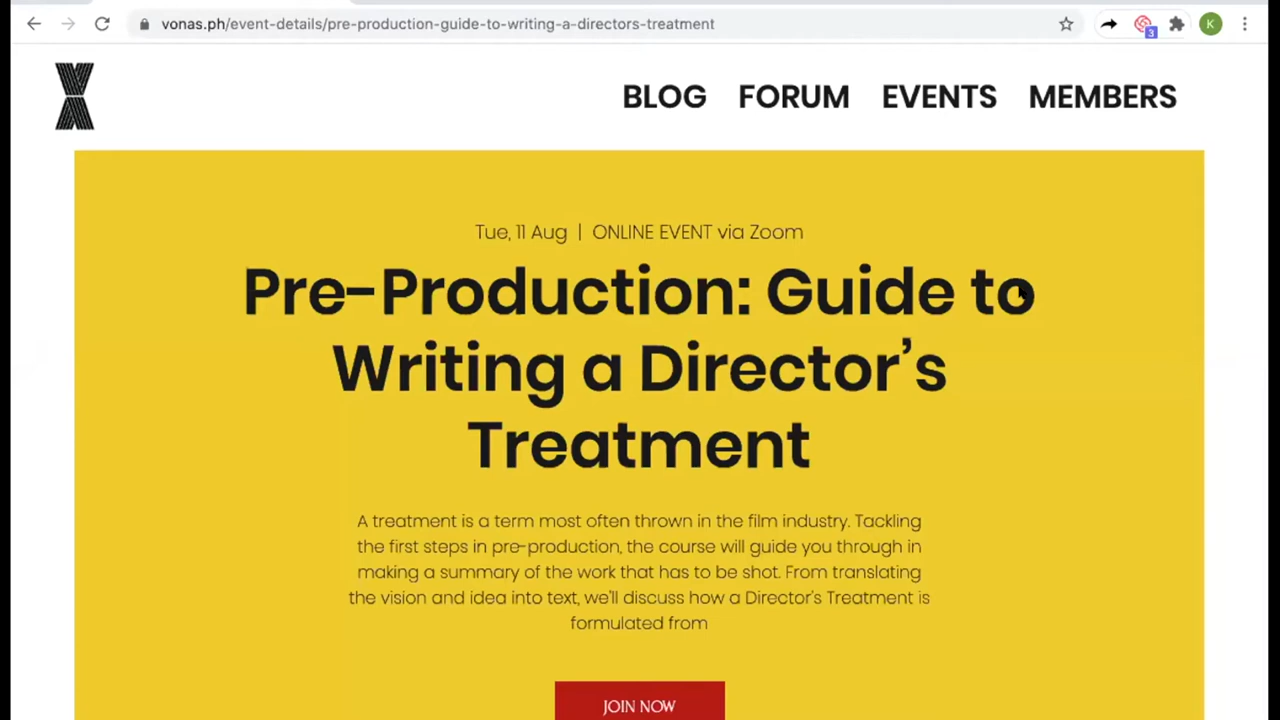 vonas.ph/event-details/pre-production-guide-to-writing-a-directors-treatment
3
K
BLOG FORUM EVENTS MEMBERS
Tue, 11 Aug | ONLINE EVENT via Zoom
Pre-Production: Guide to
Writing a Director’s
Treatment
A treatment is a term most often thrown in the film industry. Tackling
the first steps in pre-production, the course will guide you through in
making a summary of the work that has to be shot. From translating
the vision and idea into text, we'll discuss how a Director's Treatment is
formulated from
JOIN NOW